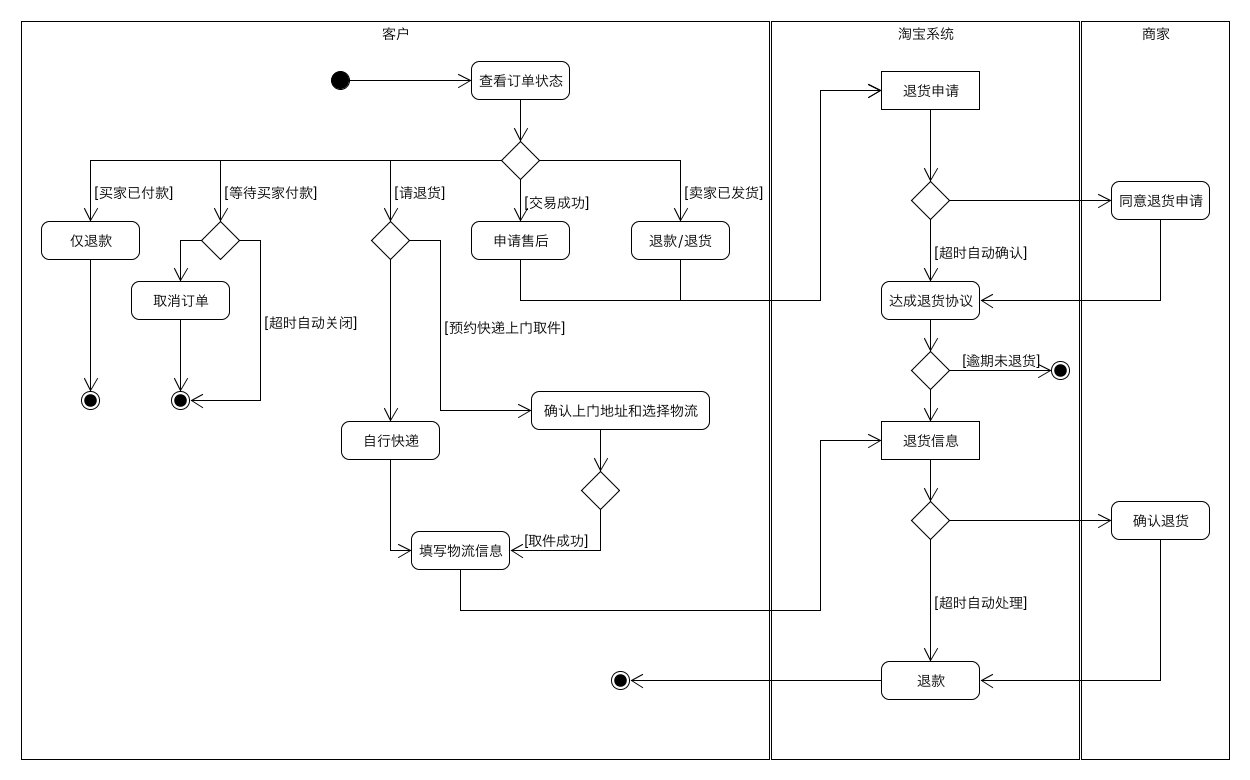 客户
淘宝系统
商家
查看订单状态
退货申请
[买家已付款]
[等待买家付款]
[请退货]
[交易成功]
[卖家已发货]
同意退货申请
仅退款
申请售后
退款/退货
[超时自动确认]
取消订单
达成退货协议
[超时自动关闭]
[预约快递上门取件]
[逾期未退货]
确认上门地址和选择物流
自行快递
退货信息
确认退货
[取件成功]
填写物流信息
[超时自动处理]
退款